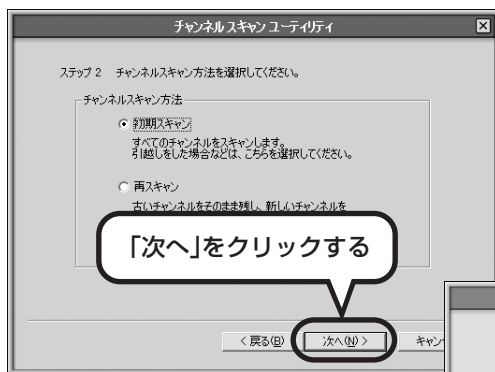 チャンネルスキャンユーティリティ
ステップ 2 チャンネルスキャン方法を選択してください。
チャンネルスキャン方法
初期スキャン
すべてのチャンネルをスキャンします。
引越しをした場合などは、こちらを選択してください。
再スキャン
古いチャンネルをそのまま残し、新しいチャンネルを
「次へ」をクリックする
< 戻る(B)
次へ(N) >
キャン